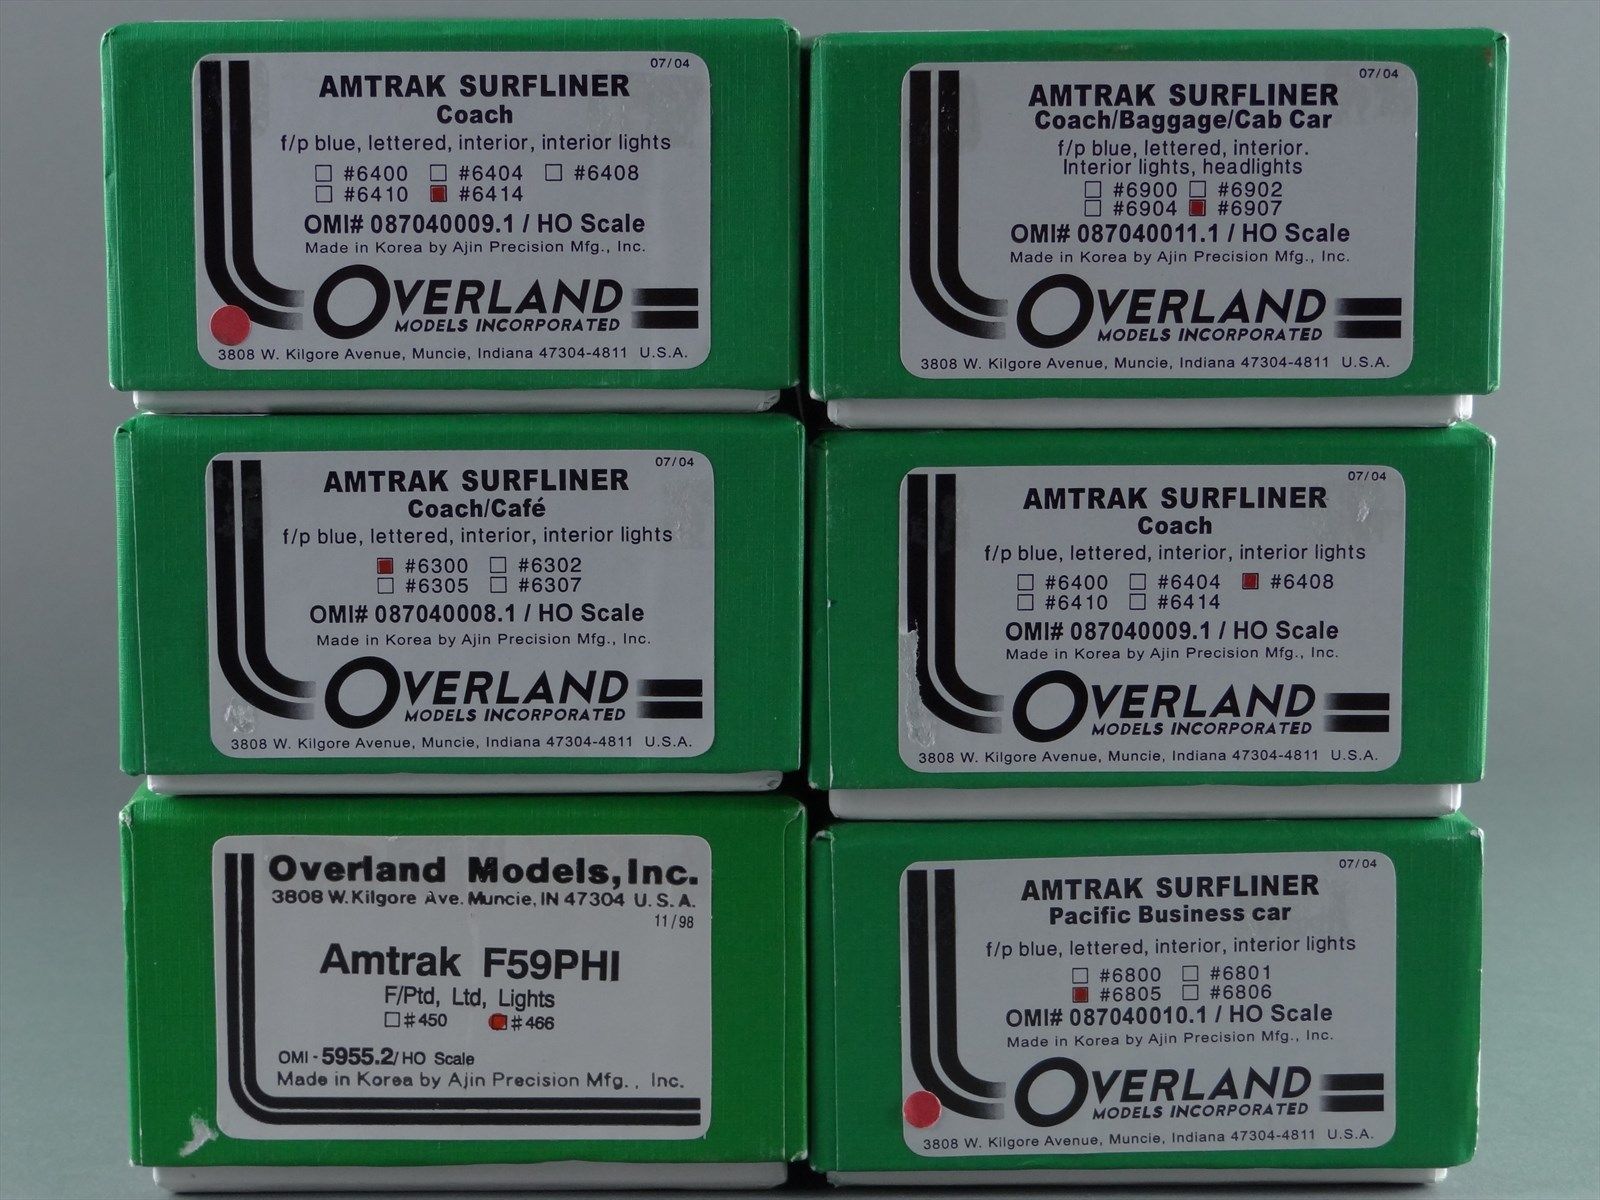 07/04
AMTRAK SURFLINER
Coach
f/p blue, lettered, interior, interior lights
#6400 #6404 #6408
#6410 #6414
OMI# 087040009.1 / HO Scale
Made in Korea by Ajin Precision Mfg., Inc.
OVERLAND
MODELS INCORPORATED
3808 W. Kilgore Avenue, Muncie, Indiana 47304-4811 U.S.A.
07/04
AMTRAK SURFLINER
Coach/Baggage/Cab Car
f/p blue, lettered, interior.
Interior lights, headlights
#6900 #6902
#6904 #6907
OMI# 087040011.1 / HO Scale
Made in Korea by Ajin Precision Mfg., Inc.
OVERLAND
MODELS INCORPORATED
3808 W. Kilgore Avenue, Muncie, Indiana 47304-4811 U.S.A.
07/04
AMTRAK SURFLINER
Coach/Café
f/p blue, lettered, interior, interior lights
#6300 #6302
#6305 #6307
OMI# 087040008.1 / HO Scale
Made in Korea by Ajin Precision Mfg., Inc.
OVERLAND
MODELS INCORPORATED
3808 W. Kilgore Avenue, Muncie, Indiana 47304-4811 U.S.A.
07/04
AMTRAK SURFLINER
Coach
f/p blue, lettered, interior, interior lights
#6400 #6404 #6408
#6410 #6414
OMI# 087040009.1 / HO Scale
Made in Korea by Ajin Precision Mfg., Inc.
OVERLAND
MODELS INCORPORATED
3808 W. Kilgore Avenue, Muncie, Indiana 47304-4811 U.S.A.
Overland Models, Inc.
3808 W. Kilgore Ave. Muncie, IN 47304 U.S.A.
11/98
Amtrak F59PHI
F/Ptd, Ltd, Lights
#450 #466
OMI - 5955.2/ HO Scale
Made in Korea by Ajin Precision Mfg., Inc.
07/04
AMTRAK SURFLINER
Pacific Business car
f/p blue, lettered, interior, interior lights
#6800 #6801
#6805 #6806
OMI# 087040010.1 / HO Scale
Made in Korea by Ajin Precision Mfg., Inc.
OVERLAND
MODELS INCORPORATED
3808 W. Kilgore Avenue, Muncie, Indiana 47304-4811 U.S.A.